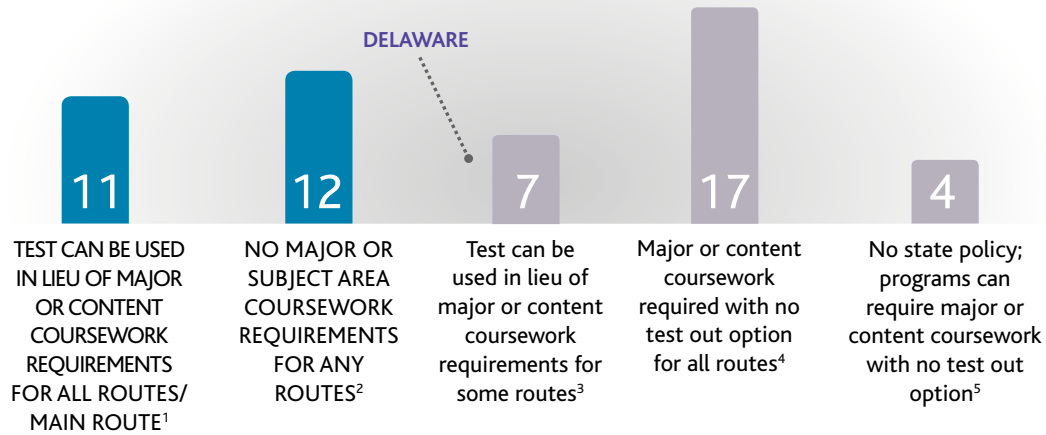 DELAWARE
11
12
7
17
4
TEST CAN BE USED
IN LIEU OF MAJOR
OR CONTENT
COURSEWORK
REQUIREMENTS
FOR ALL ROUTES/
MAIN ROUTE¹
NO MAJOR OR
SUBJECT AREA
COURSEWORK
REQUIREMENTS
FOR ANY
ROUTES²
Test can be
used in lieu of
major or content
coursework
requirements for
some routes³
Major or content
coursework
required with no
test out option
for all routes⁴
No state policy;
programs can
require major or
content coursework
with no test out
option⁵